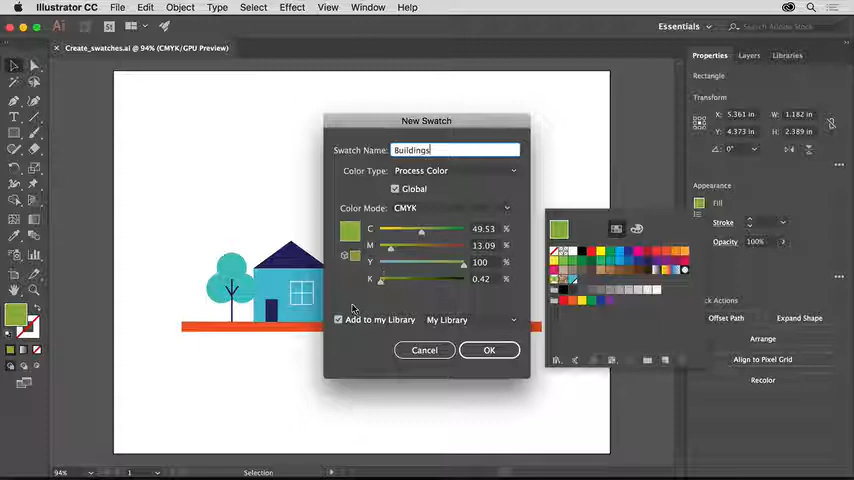 Illustrator CC File Edit Object Type Select Effect View Window Help
Ai St Essentials Adobe Stock
× Create_swatches.ai @ 94% (CMYK/GPU Preview)
Properties Layers Libraries
Rectangle
Transform
X: 5.361 in W: 1.182 in
Y: 4.373 in H: 2.389 in
0°
Appearance
Fill
Stroke
Opacity 100%
ck Actions
Offset Path Expand Shape
Arrange
Align to Pixel Grid
Recolor
New Swatch
Swatch Name: Buildings
Color Type: Process Color
Global
Color Mode: CMYK
C 49.53 %
M 13.09 %
Y 100 %
K 0.42 %
Add to my Library My Library
Cancel OK
94% 1 Selection